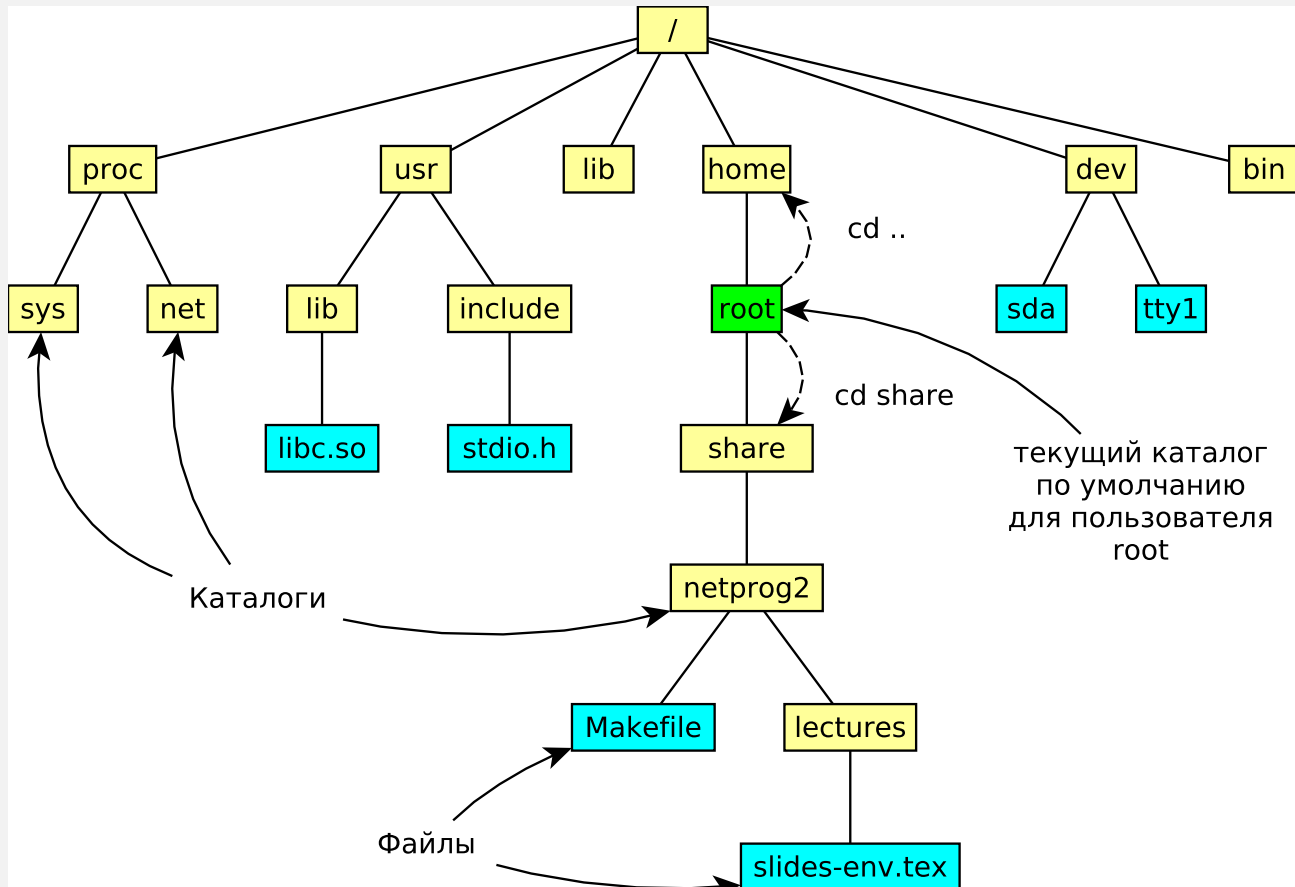 /
proc
usr
lib
home
dev
bin
cd ..
sys
net
lib
include
root
sda
tty1
cd share
libc.so
stdio.h
share
текущий каталог
по умолчанию
для пользователя
root
netprog2
Каталоги
Makefile
lectures
Файлы
slides-env.tex